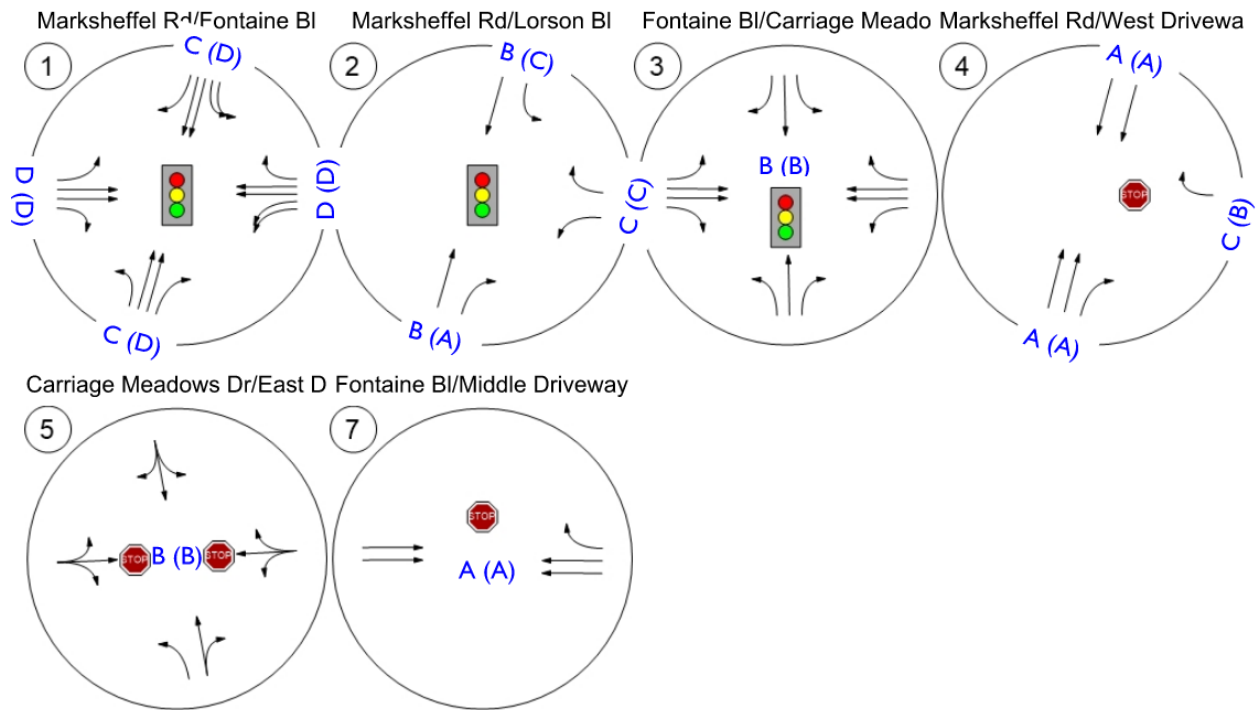 Marksheffel Rd/Fontaine Bl
Marksheffel Rd/Lorson Bl
Fontaine Bl/Carriage Meado
Marksheffel Rd/West Drivewa
1
C (D)
D (D)
D (D)
C (D)
2
B (C)
C (C)
B (A)
3
B (B)
4
A (A)
STOP
C (B)
A (A)
Carriage Meadows Dr/East D
Fontaine Bl/Middle Driveway
5
STOP
B (B)
STOP
7
STOP
A (A)